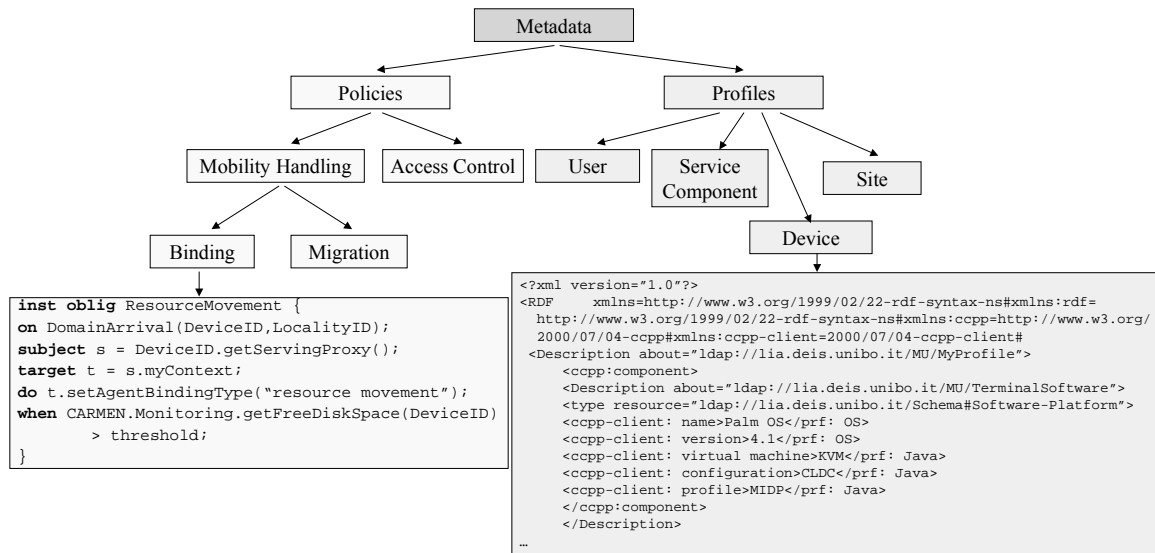 Metadata
Policies
Profiles
Mobility Handling
Access Control
User
Service
Component
Site
Binding
Migration
Device
inst oblig ResourceMovement {
on DomainArrival(DeviceID,LocalityID);
subject s = DeviceID.getServingProxy();
target t = s.myContext;
do t.setAgentBindingType(“resource movement”);
when CARMEN.Monitoring.getFreeDiskSpace(DeviceID)
> threshold;
}
<?xml version=”1.0”?>
<RDF xmlns=http://www.w3.org/1999/02/22-rdf-syntax-ns#xmlns:rdf=
http://www.w3.org/1999/02/22-rdf-syntax-ns#xmlns:ccpp=http://www.w3.org/
2000/07/04-ccpp#xmlns:ccpp-client=2000/07/04-ccpp-client#
<Description about=”ldap://lia.deis.unibo.it/MU/MyProfile”>
<ccpp:component>
<Description about=”ldap://lia.deis.unibo.it/MU/TerminalSoftware”>
<type resource=”ldap://lia.deis.unibo.it/Schema#Software-Platform”>
<ccpp-client: name>Palm OS</prf: OS>
<ccpp-client: version>4.1</prf: OS>
<ccpp-client: virtual machine>KVM</prf: Java>
<ccpp-client: configuration>CLDC</prf: Java>
<ccpp-client: profile>MIDP</prf: Java>
</ccpp:component>
</Description>
…